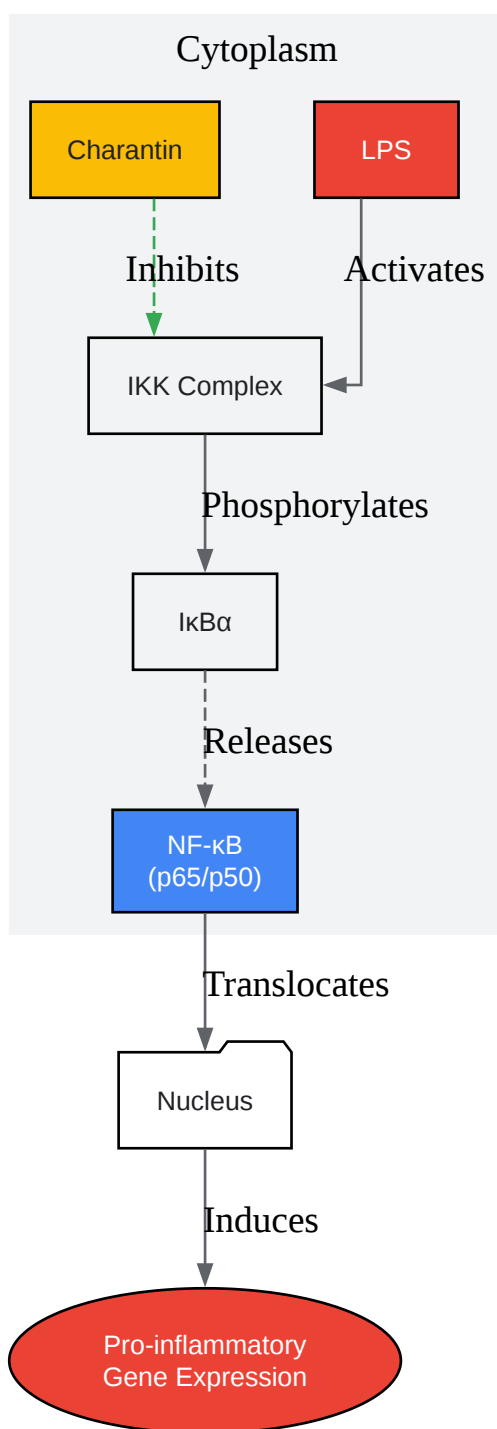 Cytoplasm
Charantin
LPS
Inhibits
Activates
IKK Complex
Phosphorylates
IκBα
Releases
NF-κB
(p65/p50)
Translocates
Nucleus
Induces
Pro-inflammatory
Gene Expression